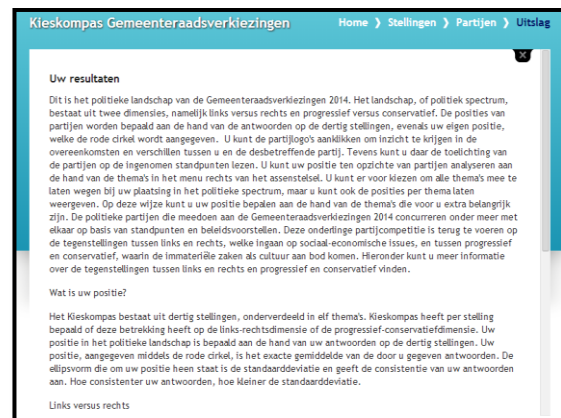 Kieskompas Gemeenteraadsverkiezingen Home ❯ Stellingen ❯ Partijen ❯ Uitslag
x
Uw resultaten
Dit is het politieke landschap van de Gemeenteraadsverkiezingen 2014. Het landschap, of politiek spectrum,
bestaat uit twee dimensies, namelijk links versus rechts en progressief versus conservatief. De posities van
partijen worden bepaald aan de hand van de antwoorden op de dertig stellingen, evenals uw eigen positie,
welke de rode cirkel wordt aangegeven. U kunt de partijlogo's aanklikken om inzicht te krijgen in de
overeenkomsten en verschillen tussen u en de desbetreffende partij. Tevens kunt u daar de toelichting van
de partijen op de ingenomen standpunten lezen. U kunt uw positie ten opzichte van partijen analyseren aan
de hand van de thema's in het menu rechts van het assenstelsel. U kunt er voor kiezen om alle thema's mee te
laten wegen bij uw plaatsing in het politieke spectrum, maar u kunt ook de posities per thema laten
weergeven. Op deze wijze kunt u uw positie bepalen aan de hand van de thema's die voor u extra belangrijk
zijn. De politieke partijen die meedoen aan de Gemeenteraadsverkiezingen 2014 concurreren onder meer met
elkaar op basis van standpunten en beleidsvoorstellen. Deze onderlinge partijcompetitie is terug te voeren op
de tegenstellingen tussen links en rechts, welke ingaan op sociaal-economische issues, en tussen progressief
en conservatief, waarin de immateriële zaken als cultuur aan bod komen. Hieronder kunt u meer informatie
over de tegenstellingen tussen links en rechts en progressief en conservatief vinden.
Wat is uw positie?
Het Kieskompas bestaat uit dertig stellingen, onderverdeeld in elf thema's. Kieskompas heeft per stelling
bepaald of deze betrekking heeft op de links-rechtsdimensie of de progressief-conservatiefdimensie. Uw
positie in het politieke landschap is bepaald aan de hand van uw antwoorden op de dertig stellingen. Uw
positie, aangegeven middels de rode cirkel, is het exacte gemiddelde van de door u gegeven antwoorden. De
ellipsvorm die om uw positie heen staat is de standaarddeviatie en geeft de consistentie van uw antwoorden
aan. Hoe consistenter uw antwoorden, hoe kleiner de standaarddeviatie.
Links versus rechts